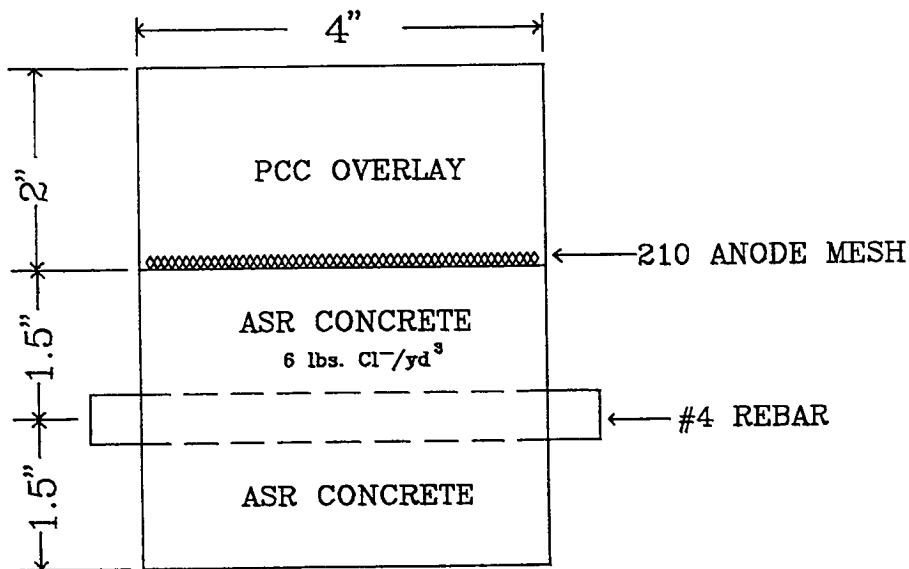 4"
2"
PCC OVERLAY
210 ANODE MESH
1.5"
ASR CONCRETE
6 lbs. Cl⁻/yd³
#4 REBAR
1.5"
ASR CONCRETE